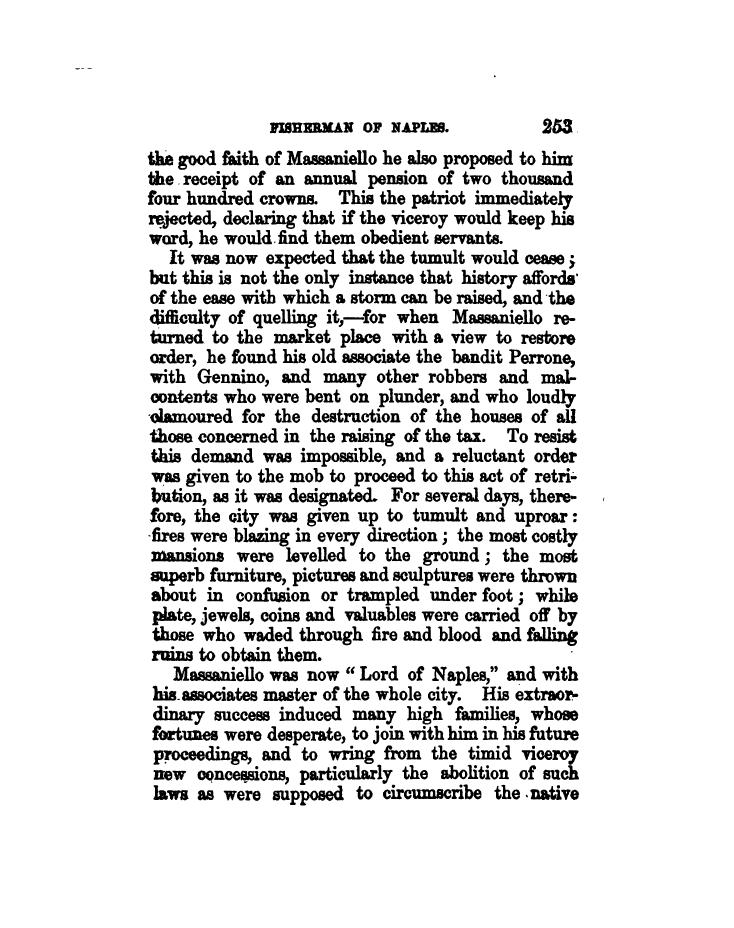 FISHERMAN OF NAPLES. 253
the good faith of Massaniello he also proposed to him
the receipt of an annual pension of two thousand
four hundred crowns. This the patriot immediately
rejected, declaring that if the viceroy would keep his
word, he would find them obedient servants.
It was now expected that the tumult would cease;
but this is not the only instance that history affords
of the ease with which a storm can be raised, and the
difficulty of quelling it,—for when Massaniello re-
turned to the market place with a view to restore
order, he found his old associate the bandit Perrone,
with Gennino, and many other robbers and mal-
contents who were bent on plunder, and who loudly
clamoured for the destruction of the houses of all
those concerned in the raising of the tax. To resist
this demand was impossible, and a reluctant order
was given to the mob to proceed to this act of retri-
bution, as it was designated. For several days, there-
fore, the city was given up to tumult and uproar:
fires were blazing in every direction; the most costly
mansions were levelled to the ground; the most
superb furniture, pictures and sculptures were thrown
about in confusion or trampled under foot; while
plate, jewels, coins and valuables were carried off by
those who waded through fire and blood and falling
ruins to obtain them.
Massaniello was now “Lord of Naples,” and with
his associates master of the whole city. His extraor-
dinary success induced many high families, whose
fortunes were desperate, to join with him in his future
proceedings, and to wring from the timid viceroy
new concessions, particularly the abolition of such
laws as were supposed to circumscribe the native